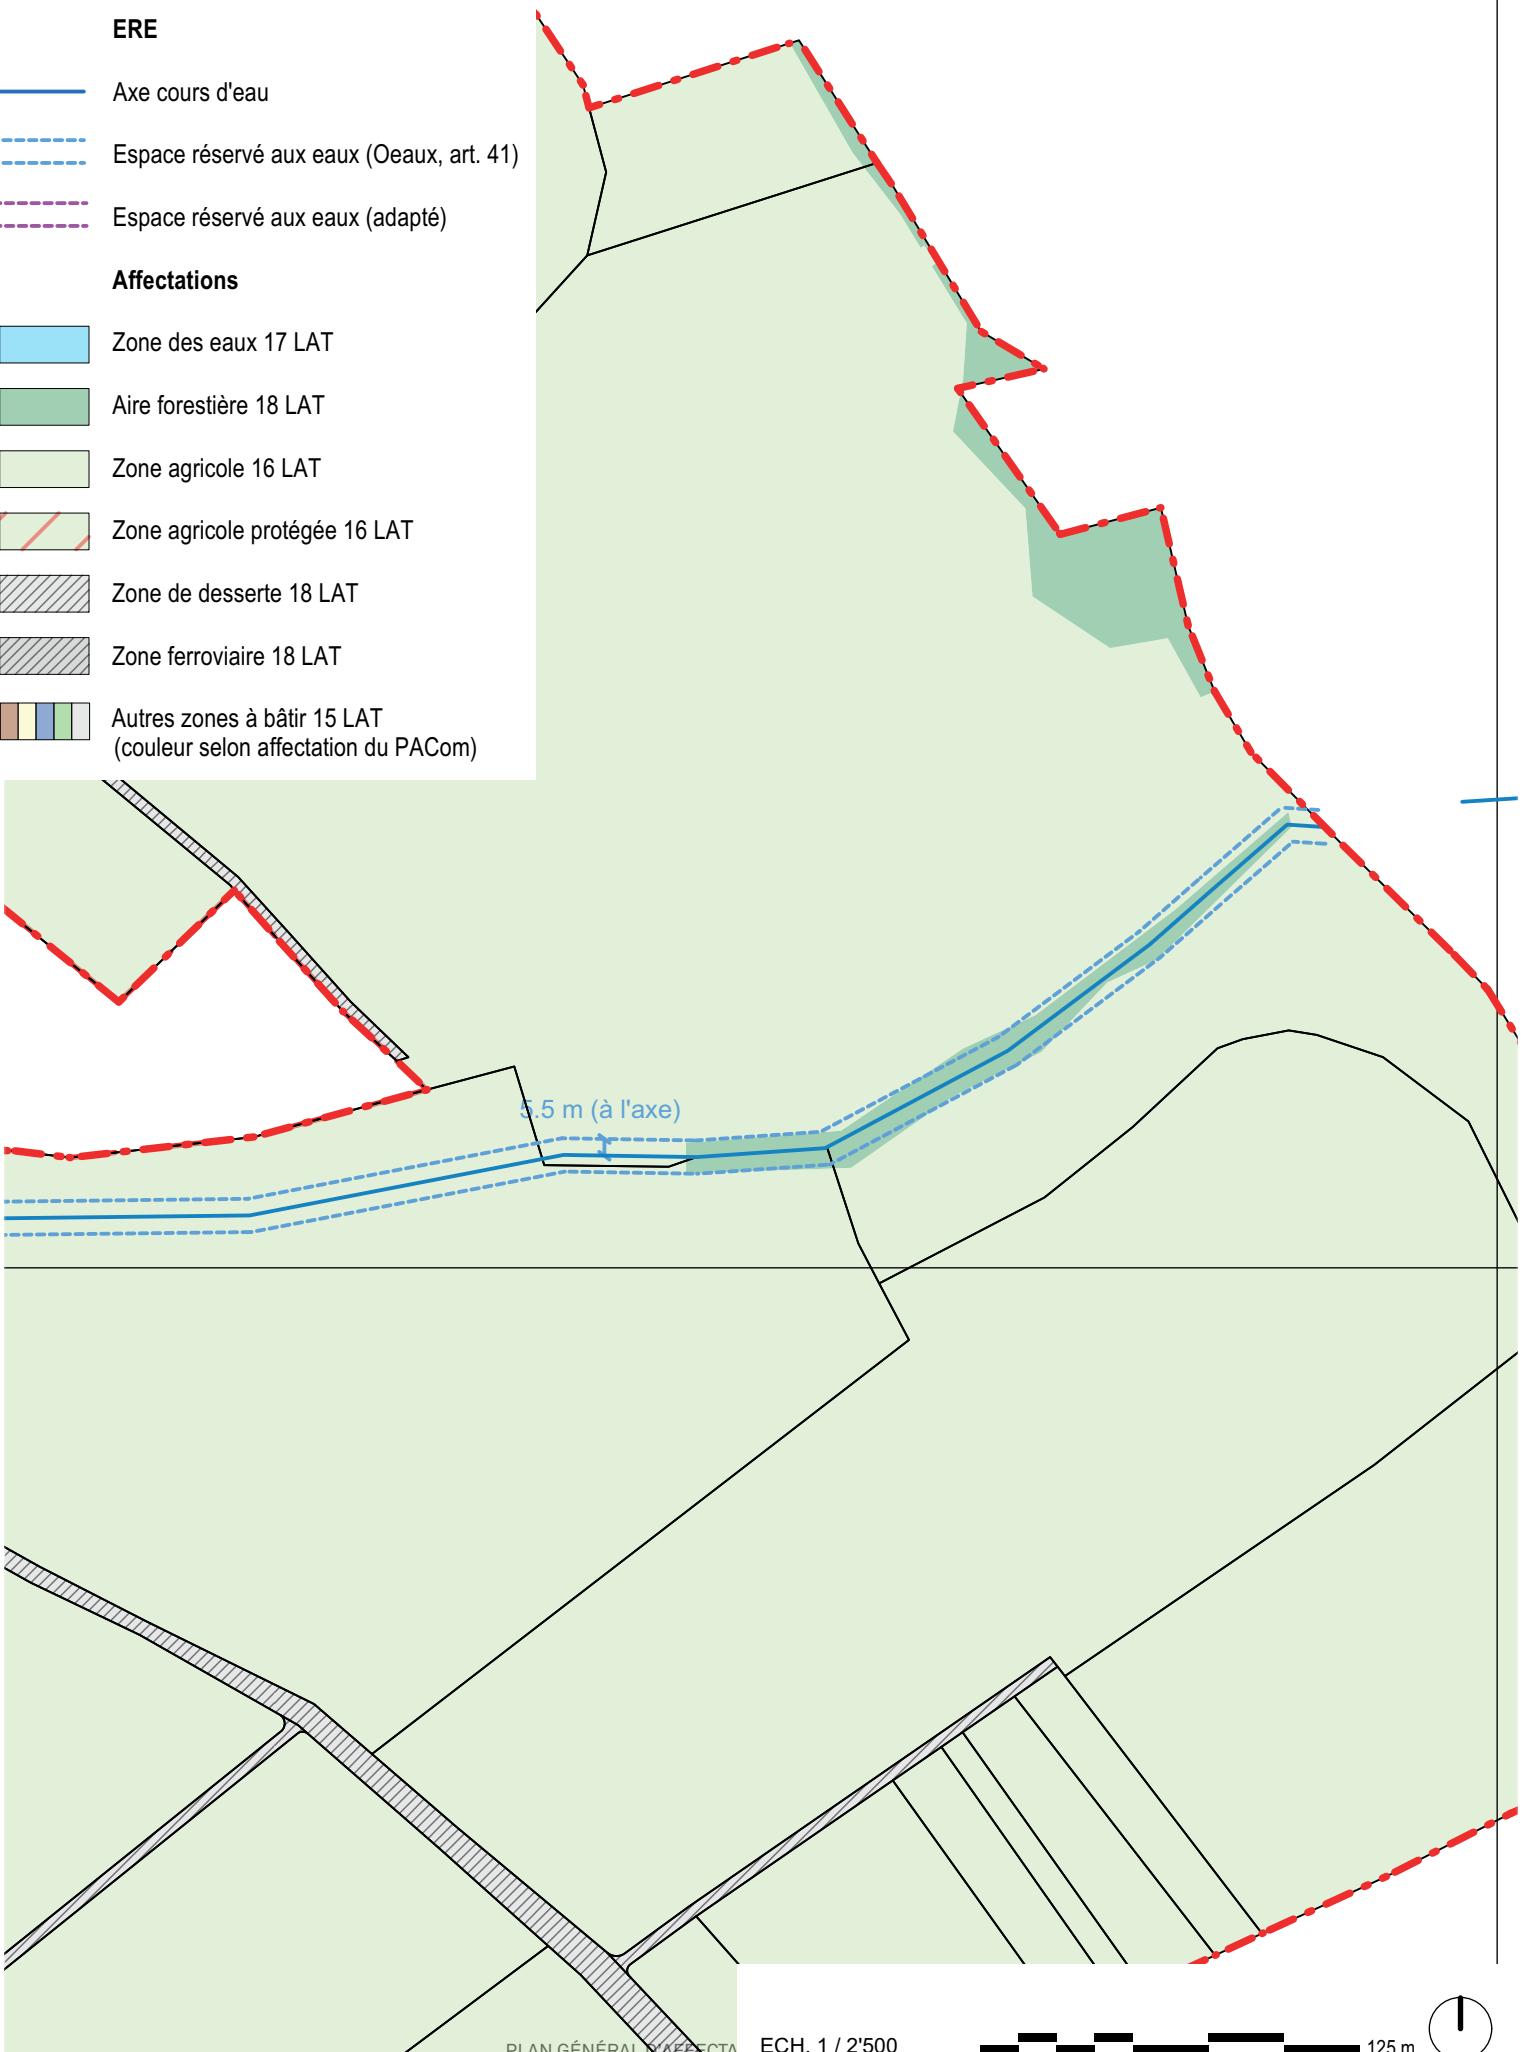 ERE
Axe cours d'eau
Espace réservé aux eaux (Oeaux, art. 41)
Espace réservé aux eaux (adapté)
Affectations
Zone des eaux 17 LAT
Aire forestière 18 LAT
Zone agricole 16 LAT
Zone agricole protégée 16 LAT
Zone de desserte 18 LAT
Zone ferroviaire 18 LAT
Autres zones à bâtir 15 LAT
(couleur selon affectation du PACom)
5.5 m (à l'axe)
PLAN GÉNÉRAL D'AFFECTA
ECH. 1 / 2'500
125 m